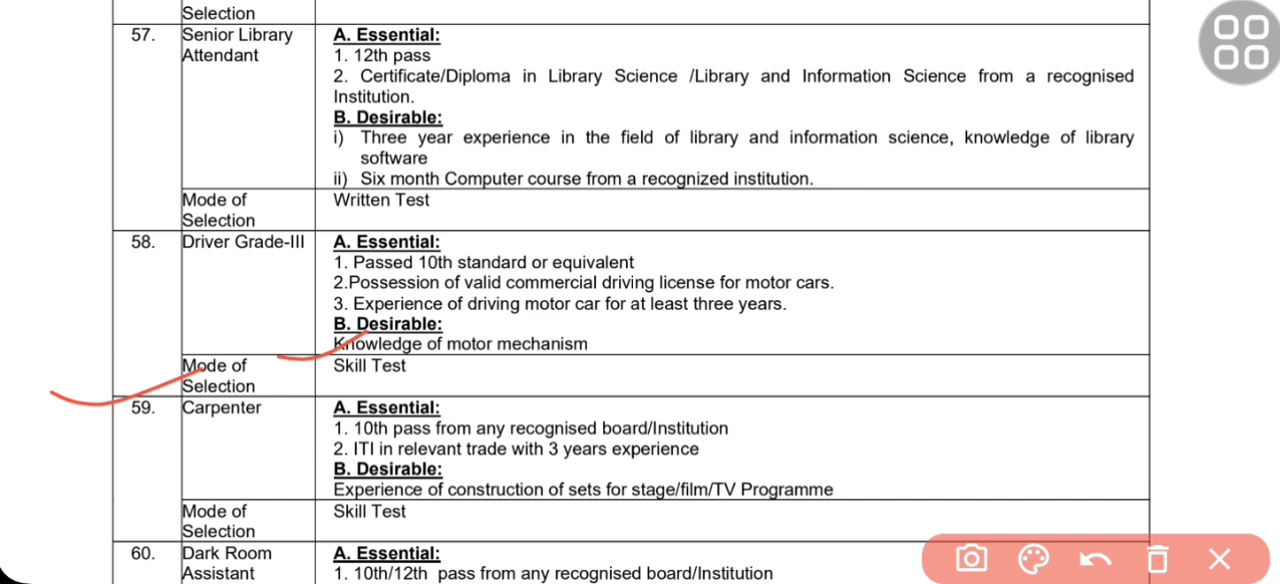 Selection
57. Senior Library Attendant
A. Essential:
1. 12th pass
2. Certificate/Diploma in Library Science /Library and Information Science from a recognised
Institution.
B. Desirable:
i) Three year experience in the field of library and information science, knowledge of library
software
ii) Six month Computer course from a recognized institution.
Mode of Selection
Written Test
58. Driver Grade-III
A. Essential:
1. Passed 10th standard or equivalent
2.Possession of valid commercial driving license for motor cars.
3. Experience of driving motor car for at least three years.
B. Desirable:
Knowledge of motor mechanism
Mode of Selection
Skill Test
59. Carpenter
A. Essential:
1. 10th pass from any recognised board/Institution
2. ITI in relevant trade with 3 years experience
B. Desirable:
Experience of construction of sets for stage/film/TV Programme
Mode of Selection
Skill Test
60. Dark Room Assistant
A. Essential:
1. 10th/12th pass from any recognised board/Institution